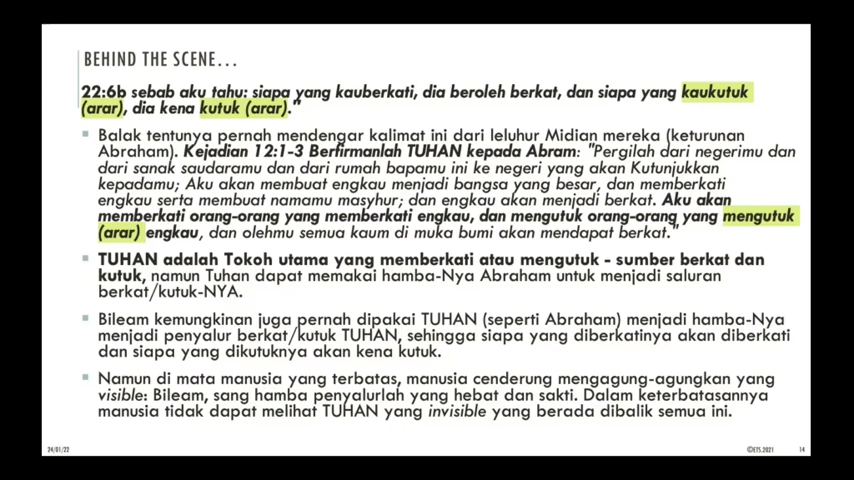 BEHIND THE SCENE...
22:6b sebab aku tahu: siapa yang kauberkati, dia beroleh berkat, dan siapa yang kaukutuk
(arar), dia kena kutuk (arar)."
Balak tentunya pernah mendengar kalimat ini dari leluhur Midian mereka (keturunan
Abraham). Kejadian 12:1-3 Berfirmanlah TUHAN kepada Abram: "Pergilah dari negerimu dan
dari sanak saudaramu dan dari rumah bapamu ini ke negeri yang akan Kutunjukkan
kepadamu; Aku akan membuat engkau menjadi bangsa yang besar, dan memberkati
engkau serta membuat namamu masyhur; dan engkau akan menjadi berkat. Aku akan
memberkati orang-orang yang memberkati engkau, dan mengutuk orang-orang yang mengutuk
(arar) engkau, dan olehmu semua kaum di muka bumi akan mendapat berkat."
TUHAN adalah Tokoh utama yang memberkati atau mengutuk - sumber berkat dan
kutuk, namun Tuhan dapat memakai hamba-Nya Abraham untuk menjadi saluran
berkat/kutuk-NYA.
Bileam kemungkinan juga pernah dipakai TUHAN (seperti Abraham) menjadi hamba-Nya
menjadi penyalur berkat/kutuk TUHAN, sehingga siapa yang diberkatinya akan diberkati
dan siapa yang dikutuknya akan kena kutuk.
Namun di mata manusia yang terbatas, manusia cenderung mengagung-agungkan yang
visible: Bileam, sang hamba penyalurlah yang hebat dan sakti. Dalam keterbatasannya
manusia tidak dapat melihat TUHAN yang invisible yang berada dibalik semua ini.
24/01/22
©ETS.2021
14